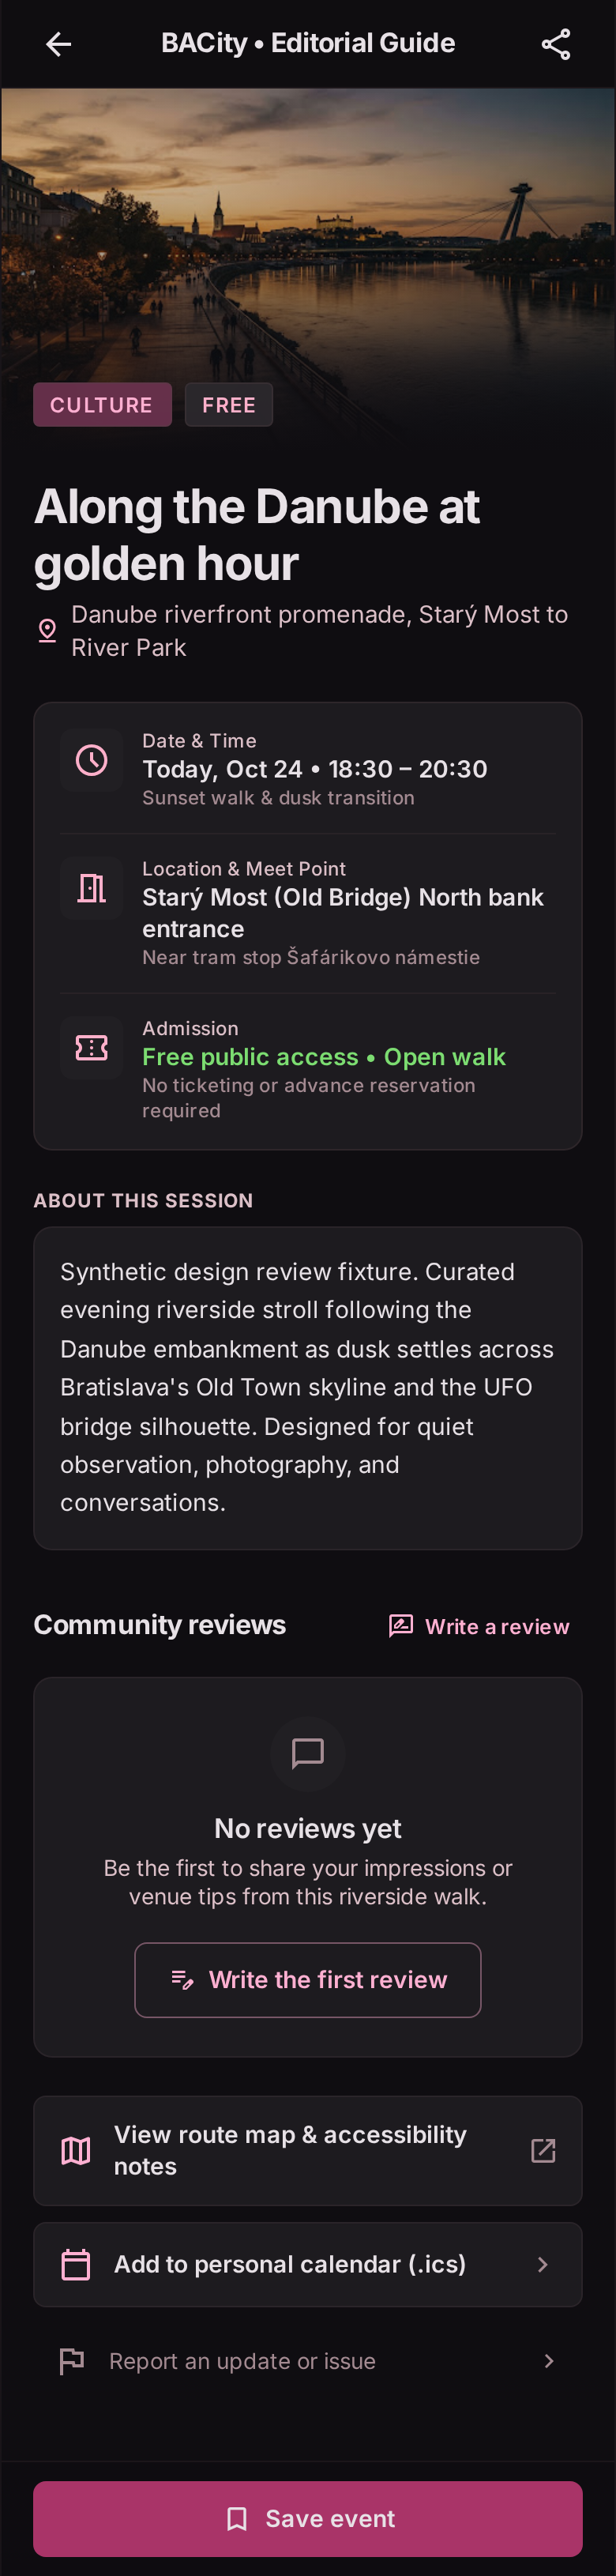 BACity • Editorial Guide
CULTURE
FREE
Along the Danube at
golden hour
Danube riverfront promenade, Starý Most to
River Park
Date & Time
Today, Oct 24 • 18:30 – 20:30
Sunset walk & dusk transition
Location & Meet Point
Starý Most (Old Bridge) North bank
entrance
Near tram stop Šafárikovo námestie
Admission
Free public access • Open walk
No ticketing or advance reservation
required
ABOUT THIS SESSION
Synthetic design review fixture. Curated
evening riverside stroll following the
Danube embankment as dusk settles across
Bratislava's Old Town skyline and the UFO
bridge silhouette. Designed for quiet
observation, photography, and
conversations.
Community reviews
Write a review
No reviews yet
Be the first to share your impressions or
venue tips from this riverside walk.
Write the first review
View route map & accessibility
notes
Add to personal calendar (.ics)
Report an update or issue
Save event